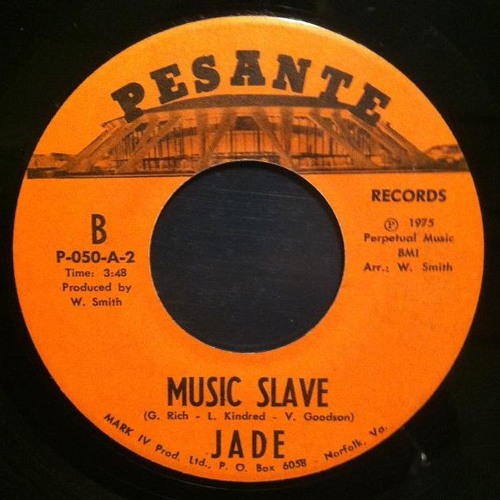 PESANTE
RECORDS
B
P-050-A-2
Time: 3:48
Produced by
W. Smith
Ⓟ 1975
Perpetual Music
BMI
Arr.: W. Smith
MUSIC SLAVE
(G. Rich - L. Kindred - V. Goodson)
JADE
MARK IV Prod. Ltd., P. O. Box 6058 Norfolk, Va.